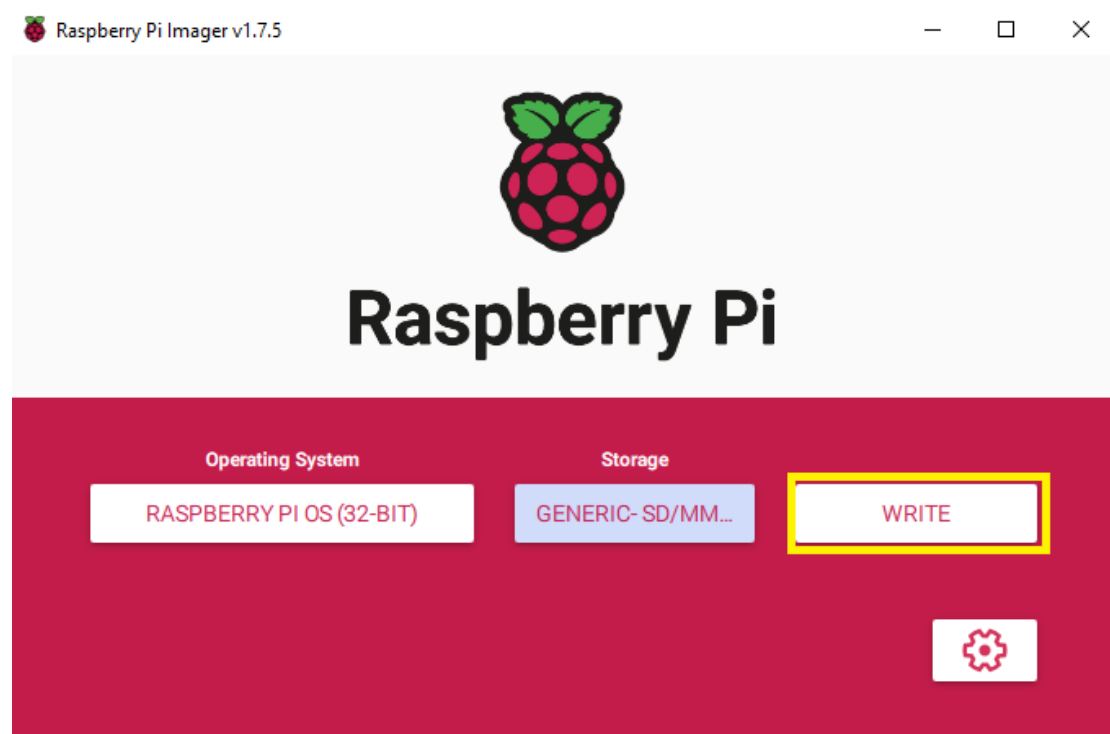 Raspberry Pi Imager v1.7.5
Raspberry Pi
Operating System
Storage
RASPBERRY PI OS (32-BIT)
GENERIC- SD/MM...
WRITE